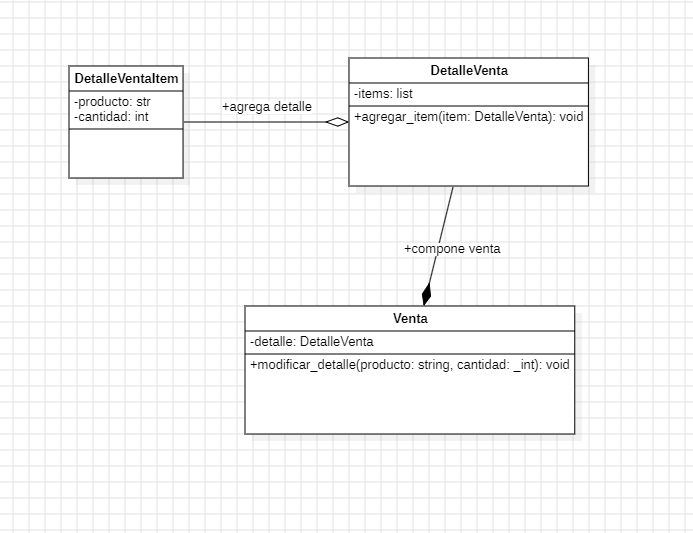 DetalleVentaItem
-producto: str
-cantidad: int
+agrega detalle
DetalleVenta
-items: list
+agregar_item(item: DetalleVenta): void
+compone venta
Venta
-detalle: DetalleVenta
+modificar_detalle(producto: string, cantidad: _int): void